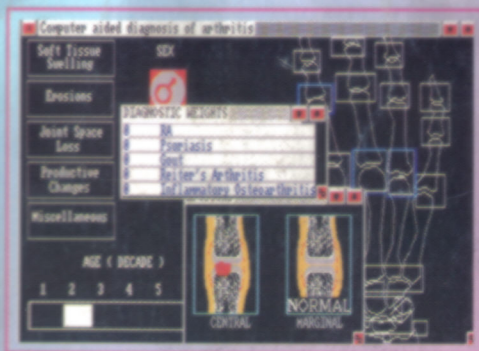 Computer aided diagnosis of arthritis
Soft Tissue
Swelling
SEX
Erosions
DIAGNOSTIC WEIGHTS
0 RA
0 Psoriasis
0 Gout
0 Reiter's Arthritis
0 Inflammatory Osteoarthritis
Joint Space
Loss
Productive
Changes
Miscellaneous
AGE ( DECADE )
1 2 3 4 5
NORMAL
CENTRAL
MARGINAL